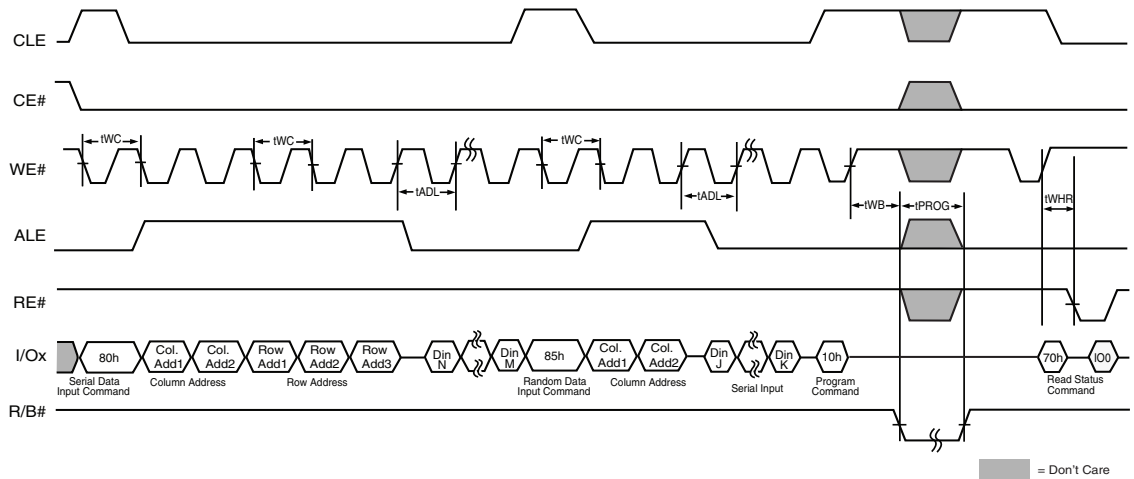 CLE
CE#
tWC
tWC
tWC
WE#
tADL
tADL
tWB
tPROG
tWHR
ALE
RE#
I/Ox
80h
Col. Add1
Col. Add2
Row Add1
Row Add2
Row Add3
Din N
Din M
85h
Col. Add1
Col. Add2
Din J
Din K
10h
70h
IO0
Serial Data Input Command
Column Address
Row Address
Random Data Input Command
Column Address
Serial Input
Program Command
Read Status Command
R/B#
= Don't Care